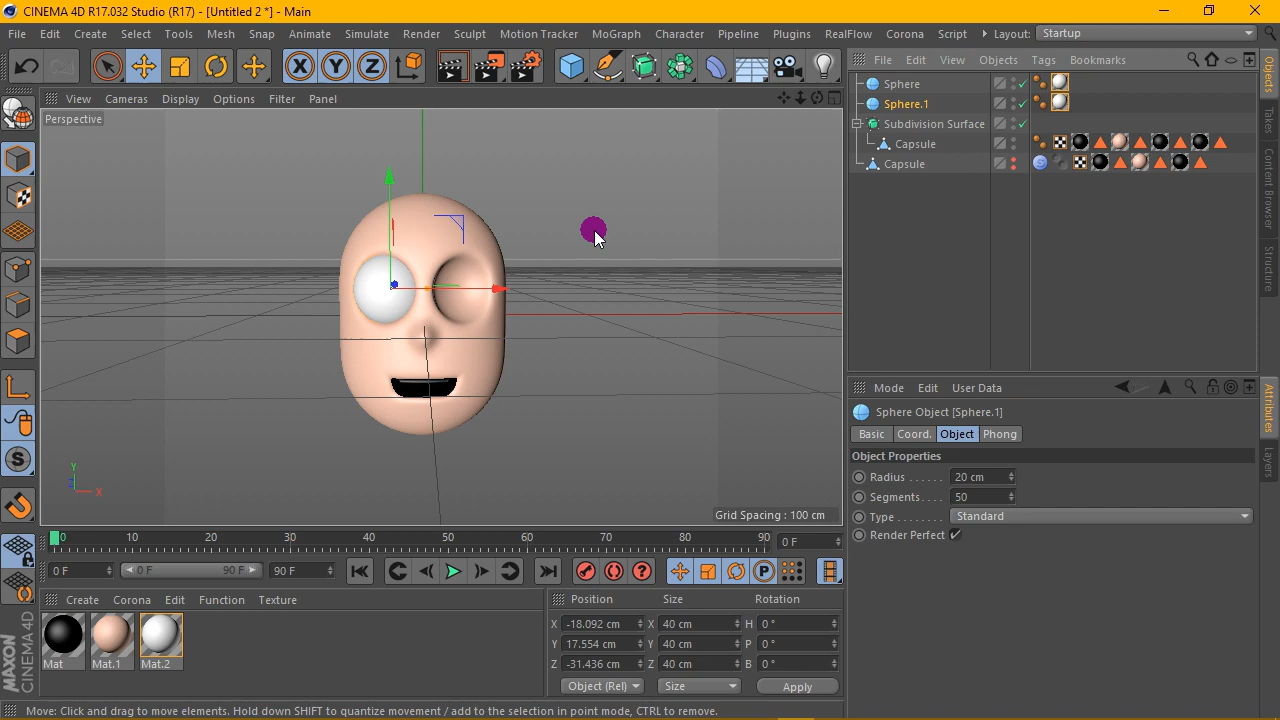 CINEMA 4D R17.032 Studio (R17) - [Untitled 2 *] - Main
File Edit Create Select Tools Mesh Snap Animate Simulate Render Sculpt Motion Tracker MoGraph Character Pipeline Plugins RealFlow Corona Script Layout: Startup
View Cameras Display Options Filter Panel
File Edit View Objects Tags Bookmarks
Perspective
Sphere
Sphere.1
Subdivision Surface
Capsule
Capsule
Objects
Takes
Content Browser
Structure
Y
Z
X
Grid Spacing : 100 cm
Mode Edit User Data
Sphere Object [Sphere.1]
Basic Coord. Object Phong
Object Properties
Radius . . . . . . 20 cm
Segments. . . . 50
Type . . . . . . . . Standard
Render Perfect
Attributes
Layers
0 10 20 30 40 50 60 70 80 90 0 F
0 F 0 F 90 F 90 F
Create Corona Edit Function Texture
Mat Mat.1 Mat.2
Position Size Rotation
X -18.092 cm X 40 cm H 0 °
Y 17.554 cm Y 40 cm P 0 °
Z -31.436 cm Z 40 cm B 0 °
Object (Rel) Size Apply
MAXON
CINEMA 4D
Move: Click and drag to move elements. Hold down SHIFT to quantize movement / add to the selection in point mode, CTRL to remove.